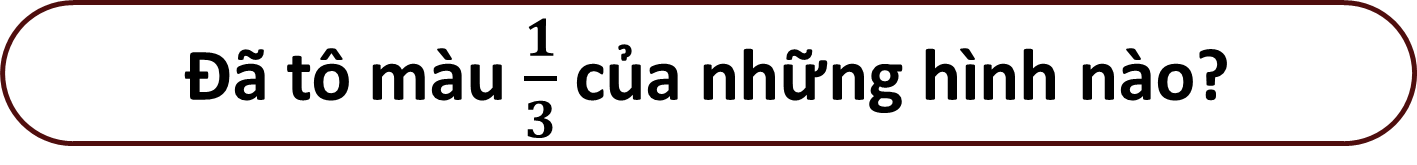 Đã tô màu 1/3 của những hình nào?